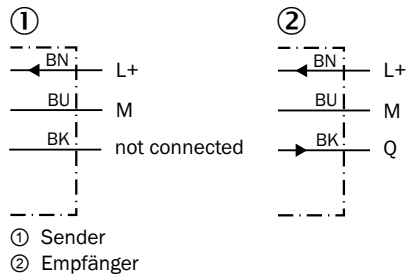 ① ②
BN L+ BN L+
BU M BU M
BK not connected BK Q
① Sender
② Empfänger